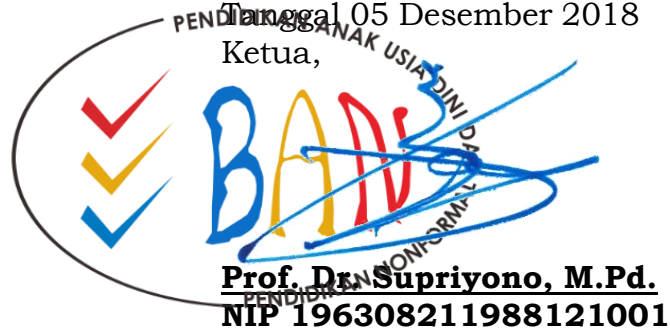 Tanggal 05 Desember 2018
Ketua,
PENDIDIKAN ANAK USIA DINI DAN
BAN
PENDIDIKAN NONFORMAL
Prof. Dr. Supriyono, M.Pd.
NIP 196308211988121001